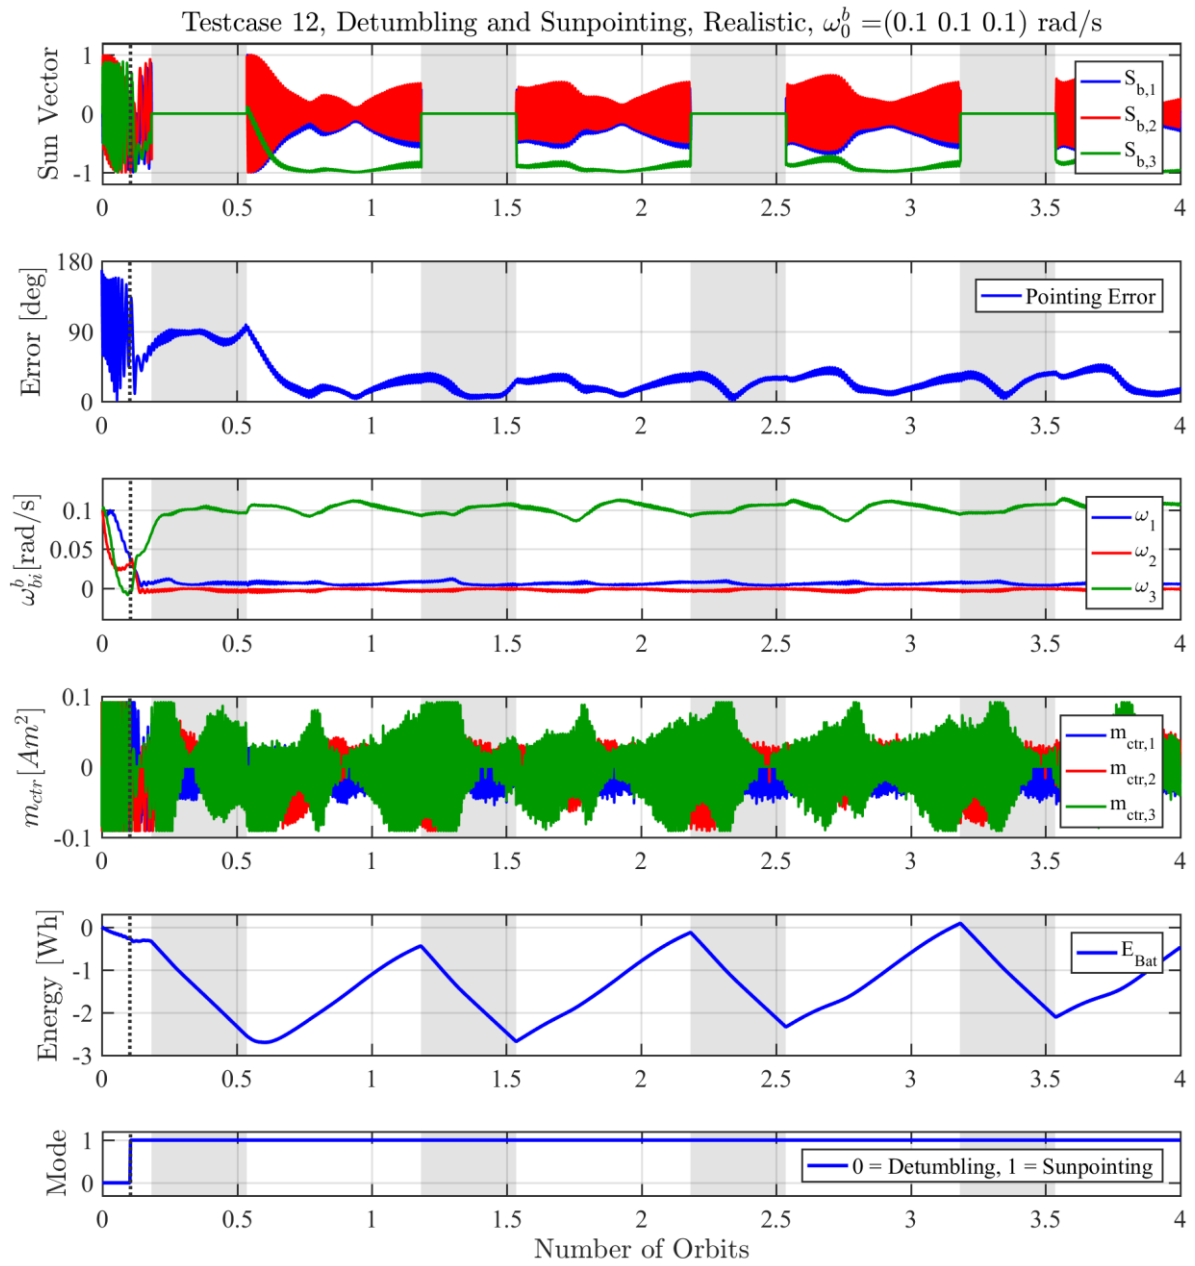 Testcase 12, Detumbling and Sunpointing, Realistic, ω₀ᵇ =(0.1 0.1 0.1) rad/s
Sun Vector
1
0
-1
S_b,1
S_b,2
S_b,3
0 0.5 1 1.5 2 2.5 3 3.5 4
Error [deg]
180
90
0
Pointing Error
0 0.5 1 1.5 2 2.5 3 3.5 4
ω_bi^b [rad/s]
0.1
0.05
0
ω₁
ω₂
ω₃
0 0.5 1 1.5 2 2.5 3 3.5 4
m_ctr [Am²]
0.1
0
-0.1
m_ctr,1
m_ctr,2
m_ctr,3
0 0.5 1 1.5 2 2.5 3 3.5 4
Energy [Wh]
0
-1
-2
-3
E_Bat
0 0.5 1 1.5 2 2.5 3 3.5 4
Mode
1
0
0 = Detumbling, 1 = Sunpointing
0 0.5 1 1.5 2 2.5 3 3.5 4
Number of Orbits